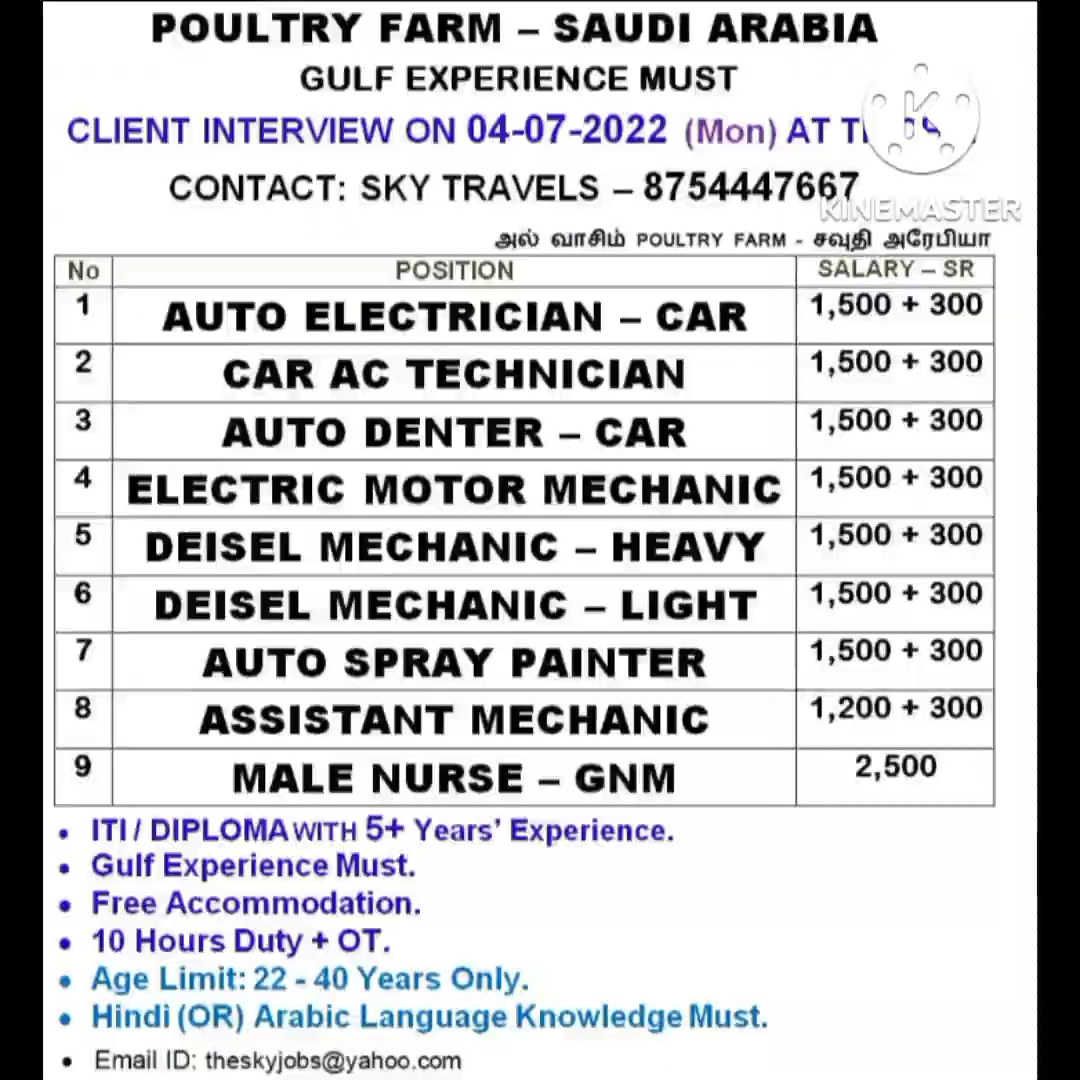 POULTRY FARM – SAUDI ARABIA
GULF EXPERIENCE MUST
CLIENT INTERVIEW ON 04-07-2022 (Mon) AT
CONTACT: SKY TRAVELS – 8754447667
KINEMASTER
அல் வாசிம் POULTRY FARM - சவுதி அரேபியா
No POSITION SALARY – SR
1 AUTO ELECTRICIAN – CAR 1,500 + 300
2 CAR AC TECHNICIAN 1,500 + 300
3 AUTO DENTER – CAR 1,500 + 300
4 ELECTRIC MOTOR MECHANIC 1,500 + 300
5 DEISEL MECHANIC – HEAVY 1,500 + 300
6 DEISEL MECHANIC – LIGHT 1,500 + 300
7 AUTO SPRAY PAINTER 1,500 + 300
8 ASSISTANT MECHANIC 1,200 + 300
9 MALE NURSE – GNM 2,500
• ITI / DIPLOMA WITH 5+ Years’ Experience.
• Gulf Experience Must.
• Free Accommodation.
• 10 Hours Duty + OT.
• Age Limit: 22 - 40 Years Only.
• Hindi (OR) Arabic Language Knowledge Must.
• Email ID: theskyjobs@yahoo.com